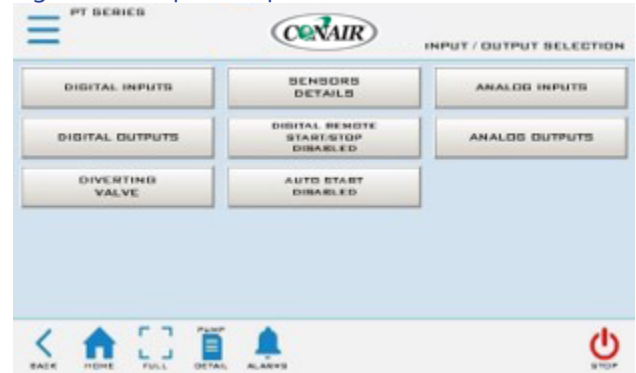 PT SERIES
CONAIR
INPUT / OUTPUT SELECTION
DIGITAL INPUTS
SENSORS
DETAILS
ANALOG INPUTS
DIGITAL OUTPUTS
DIGITAL REMOTE
START/STOP
DISABLED
ANALOG OUTPUTS
DIVERTING
VALVE
AUTO START
DISABLED
PUMP
BACK
HOME
FULL
DETAIL
ALARMS
STOP